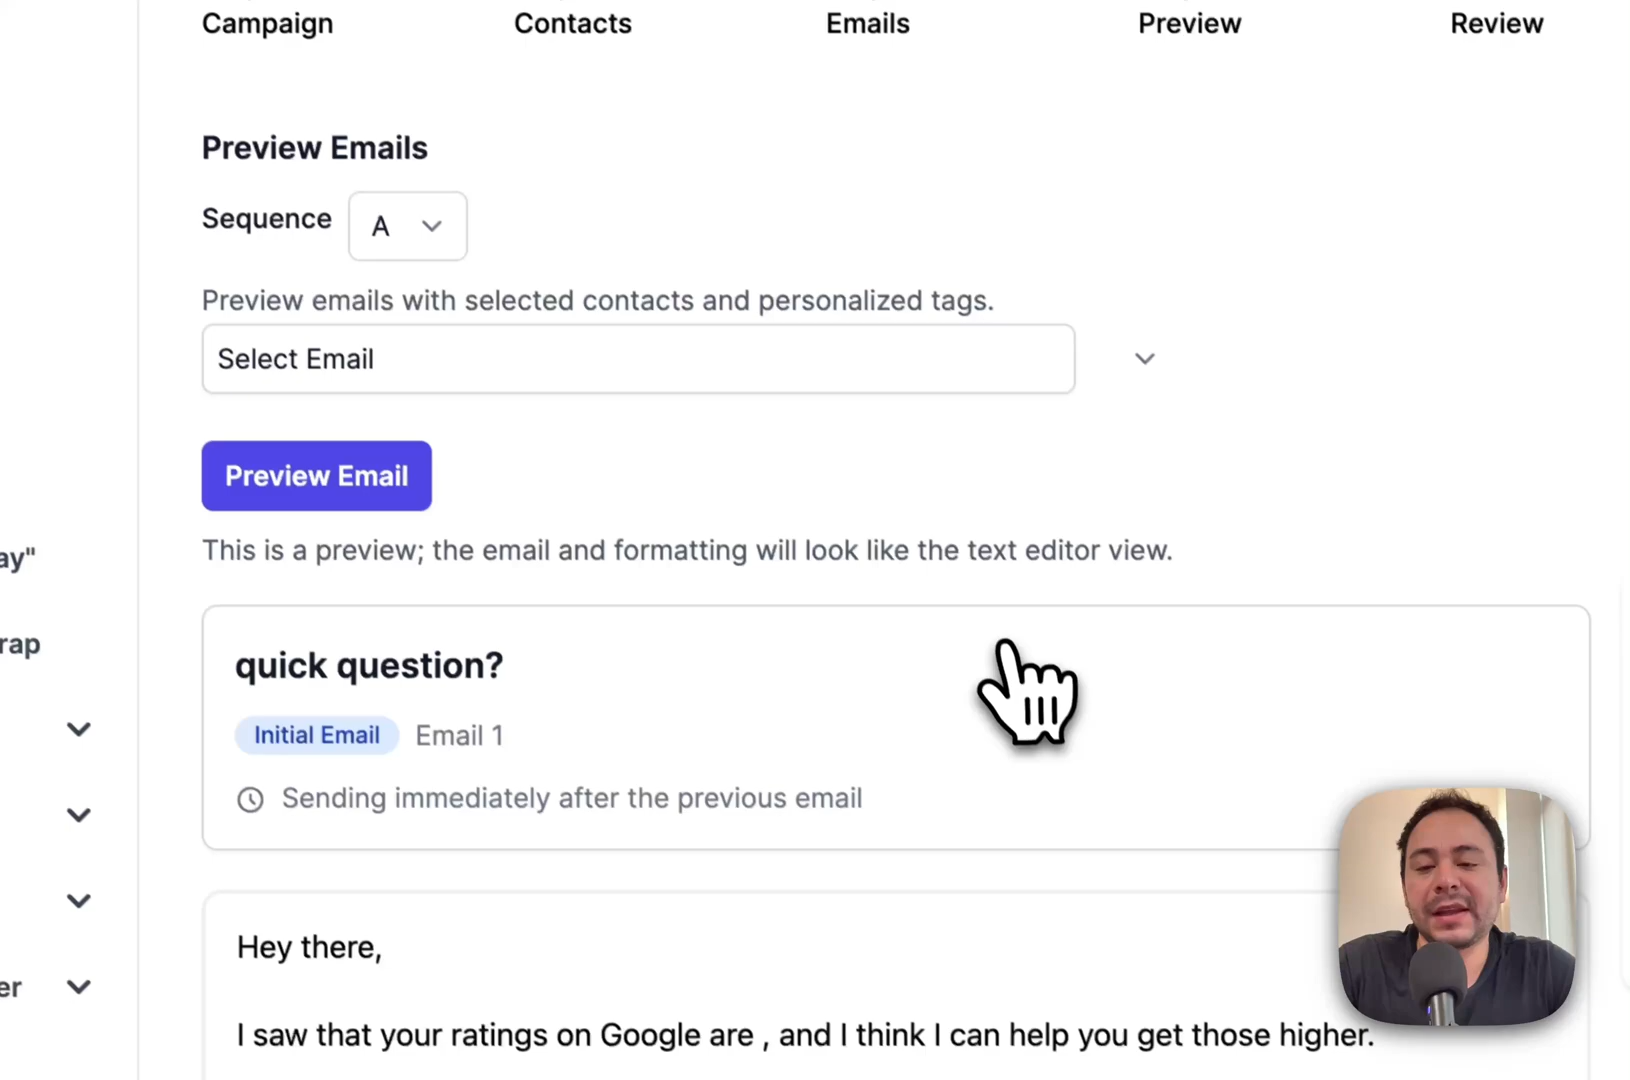 Campaign Contacts Emails Preview Review
Preview Emails
Sequence A
Preview emails with selected contacts and personalized tags.
Select Email
Preview Email
This is a preview; the email and formatting will look like the text editor view.
ay"
rap
er
quick question?
Initial Email Email 1
Sending immediately after the previous email
Hey there,
I saw that your ratings on Google are , and I think I can help you get those higher.